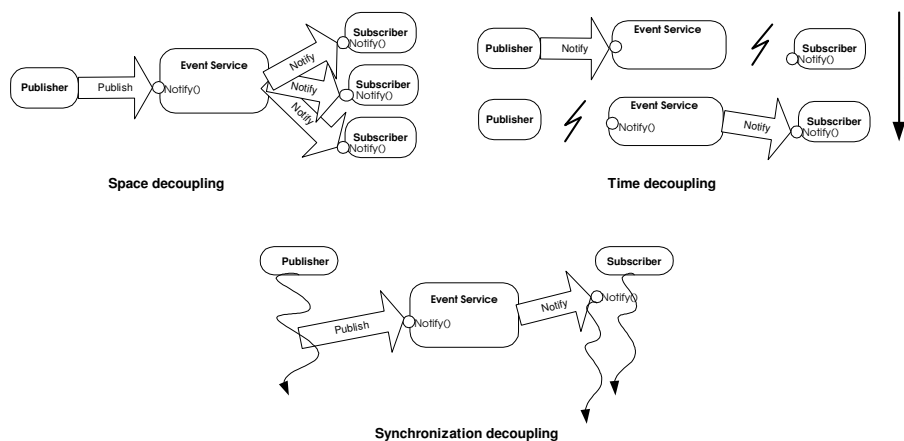 Publisher
Publish
Event Service
Notify()
Notify
Notify
Notify
Subscriber
Notify()
Subscriber
Notify()
Subscriber
Notify()
Space decoupling
Publisher
Notify
Event Service
Subscriber
Notify()
Publisher
Event Service
Notify()
Notify
Subscriber
Notify()
Time decoupling
Publisher
Publish
Event Service
Notify()
Notify
Subscriber
Notify()
Synchronization decoupling